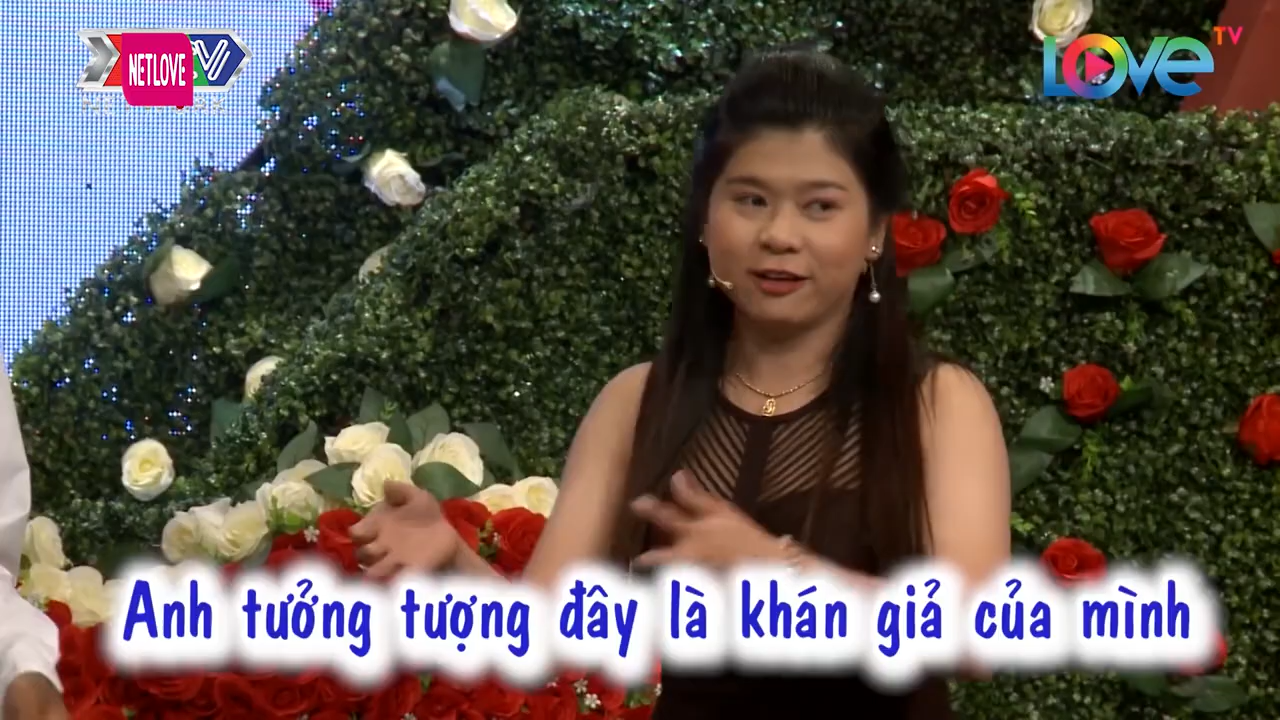 NETLOVE
LOVE TV
Anh tưởng tượng đây là khán giả của mình